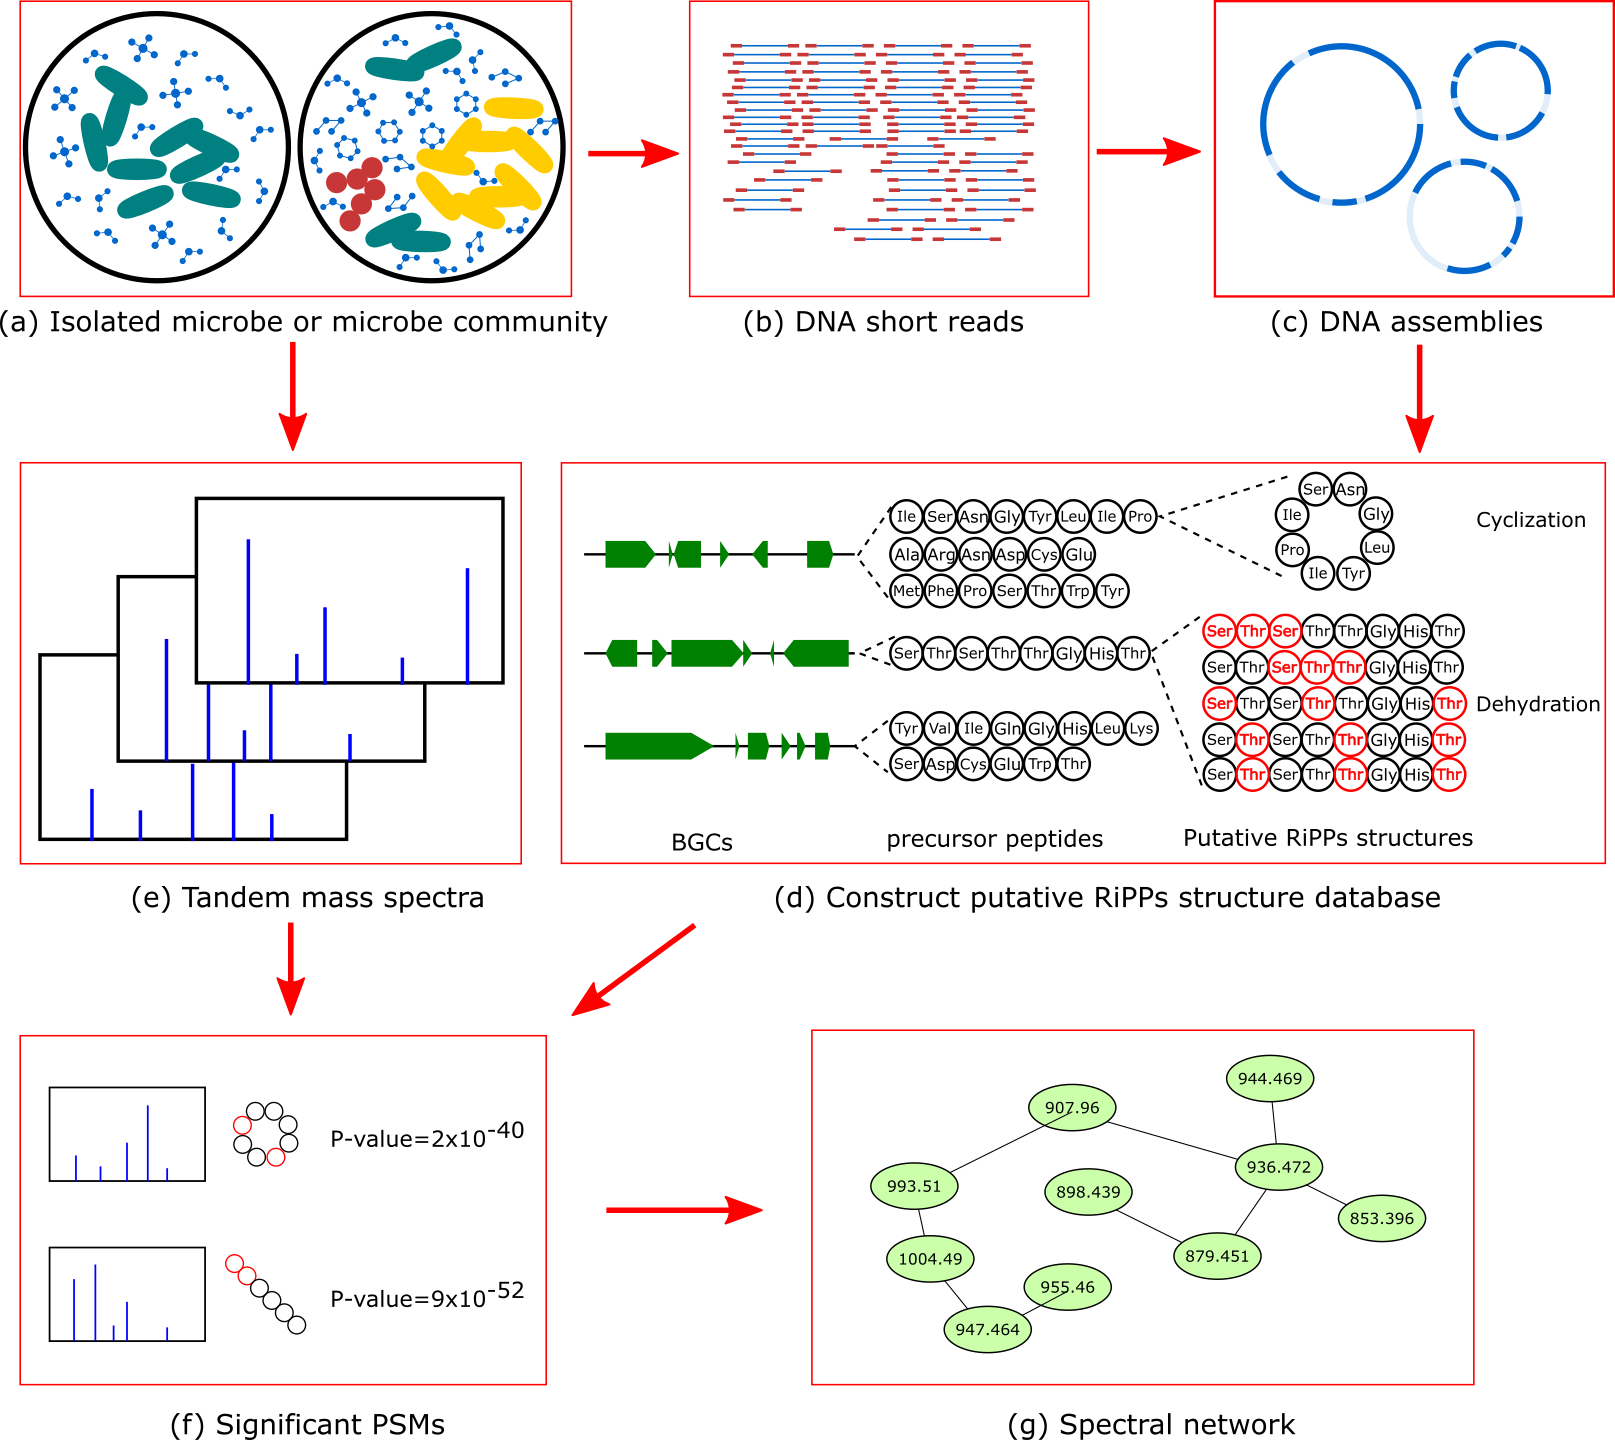 (a) Isolated microbe or microbe community
(b) DNA short reads
(c) DNA assemblies
Ile Ser Asn Gly Tyr Leu Ile Pro
Ala Arg Asn Asp Cys Glu
Met Phe Pro Ser Thr Trp Tyr
Ser Asn
Ile Gly
Pro Leu
Ile Tyr
Cyclization
Ser Thr Ser Thr Thr Gly His Thr
Ser Thr Ser Thr Thr Gly His Thr
Ser Thr Ser Thr Thr Gly His Thr
Ser Thr Ser Thr Thr Gly His Thr
Ser Thr Ser Thr Thr Gly His Thr
Ser Thr Ser Thr Thr Gly His Thr
Dehydration
Tyr Val Ile Gln Gly His Leu Lys
Ser Asp Cys Glu Trp Thr
BGCs
precursor peptides
Putative RiPPs structures
(e) Tandem mass spectra
(d) Construct putative RiPPs structure database
P-value=2x10-40
P-value=9x10-52
944.469
907.96
936.472
993.51
898.439
853.396
879.451
1004.49
955.46
947.464
(f) Significant PSMs
(g) Spectral network